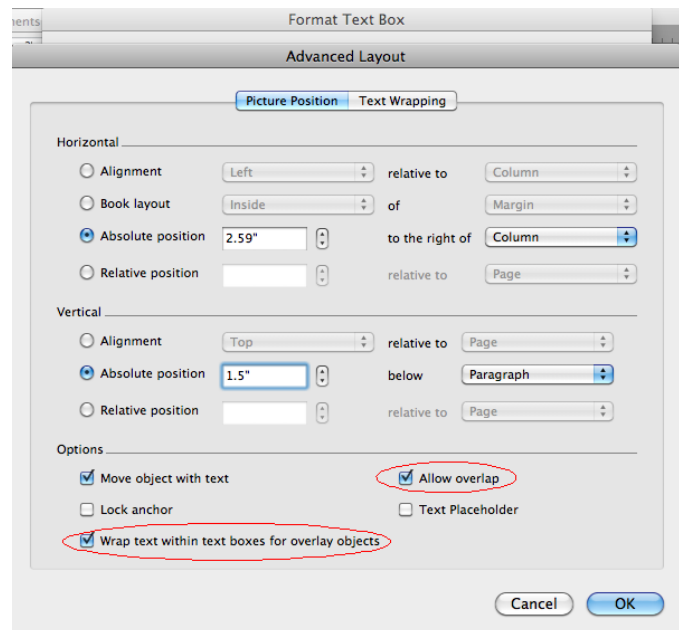 ments
Format Text Box
Advanced Layout
Picture Position Text Wrapping
Horizontal
Alignment Left relative to Column
Book layout Inside of Margin
Absolute position 2.59" to the right of Column
Relative position relative to Page
Vertical
Alignment Top relative to Page
Absolute position 1.5" below Paragraph
Relative position relative to Page
Options
Move object with text Allow overlap
Lock anchor Text Placeholder
Wrap text within text boxes for overlay objects
Cancel OK